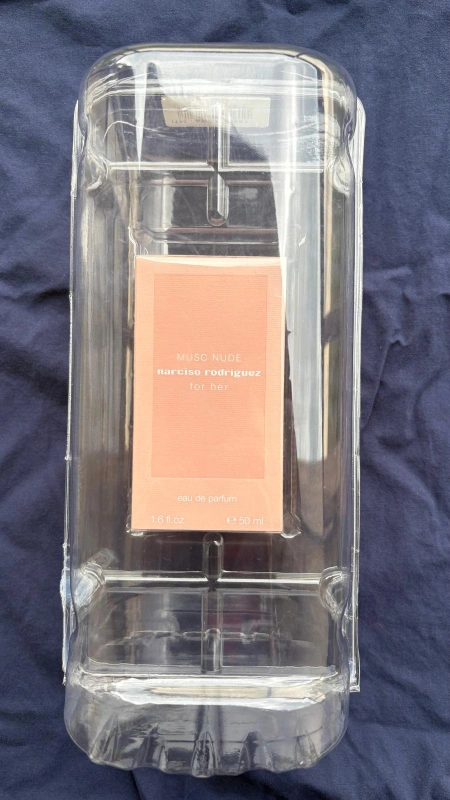 MUSC NUDE
narciso rodriguez
for her
eau de parfum
1.6 fl.oz ℮ 50 ml